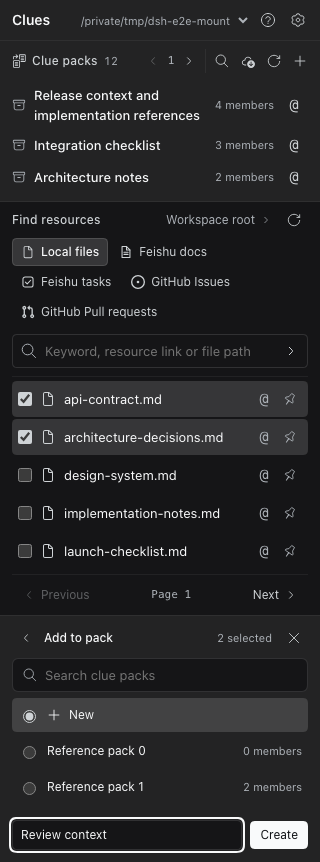 Clues /private/tmp/dsh-e2e-mount
Clue packs 12 1
Release context and
implementation references 4 members @
Integration checklist 3 members @
Architecture notes 2 members @
Find resources Workspace root
Local files Feishu docs
Feishu tasks GitHub Issues
GitHub Pull requests
Keyword, resource link or file path
api-contract.md @
architecture-decisions.md @
design-system.md @
implementation-notes.md @
launch-checklist.md @
Previous Page 1 Next
Add to pack 2 selected
Search clue packs
New
Reference pack 0 0 members
Reference pack 1 2 members
Review context Create